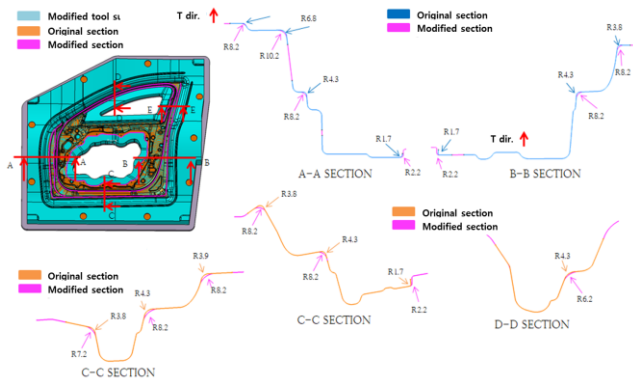 Modified tool su
Original section
Modified section
T dir.
Original section
Modified section
R6.8
R8.2
R10.2
R4.3
R8.2
R1.7
R2.2
A-A SECTION
R3.8
R4.3
R8.2
R8.2
R1.7
T dir.
R2.2
B-B SECTION
A
A
B
B
C
E
E
Original section
Modified section
R3.9
R4.3
R8.2
R3.8
R8.2
R7.2
C-C SECTION
R3.8
R8.2
R4.3
R8.2
R1.7
R2.2
C-C SECTION
Original section
Modified section
R4.3
R6.2
D-D SECTION